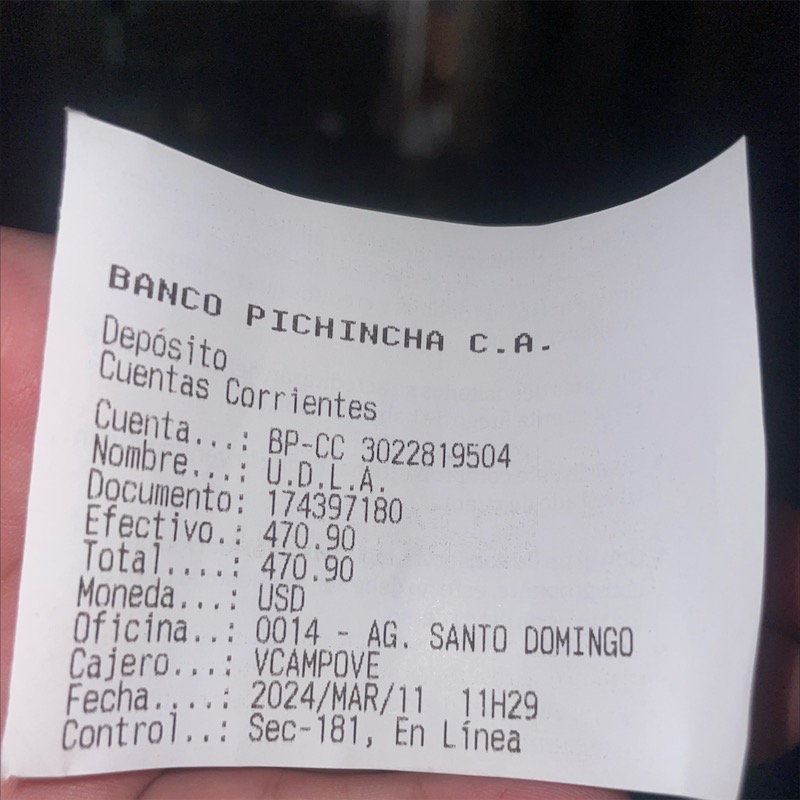 BANCO PICHINCHA C.A.
Depósito
Cuentas Corrientes
Cuenta...: BP-CC 3022819504
Nombre...: U.D.L.A.
Documento: 174397180
Efectivo.: 470.90
Total....: 470.90
Moneda...: USD
Oficina..: 0014 - AG. SANTO DOMINGO
Cajero...: VCAMPOVE
Fecha....: 2024/MAR/11 11H29
Control..: Sec-181, En Línea